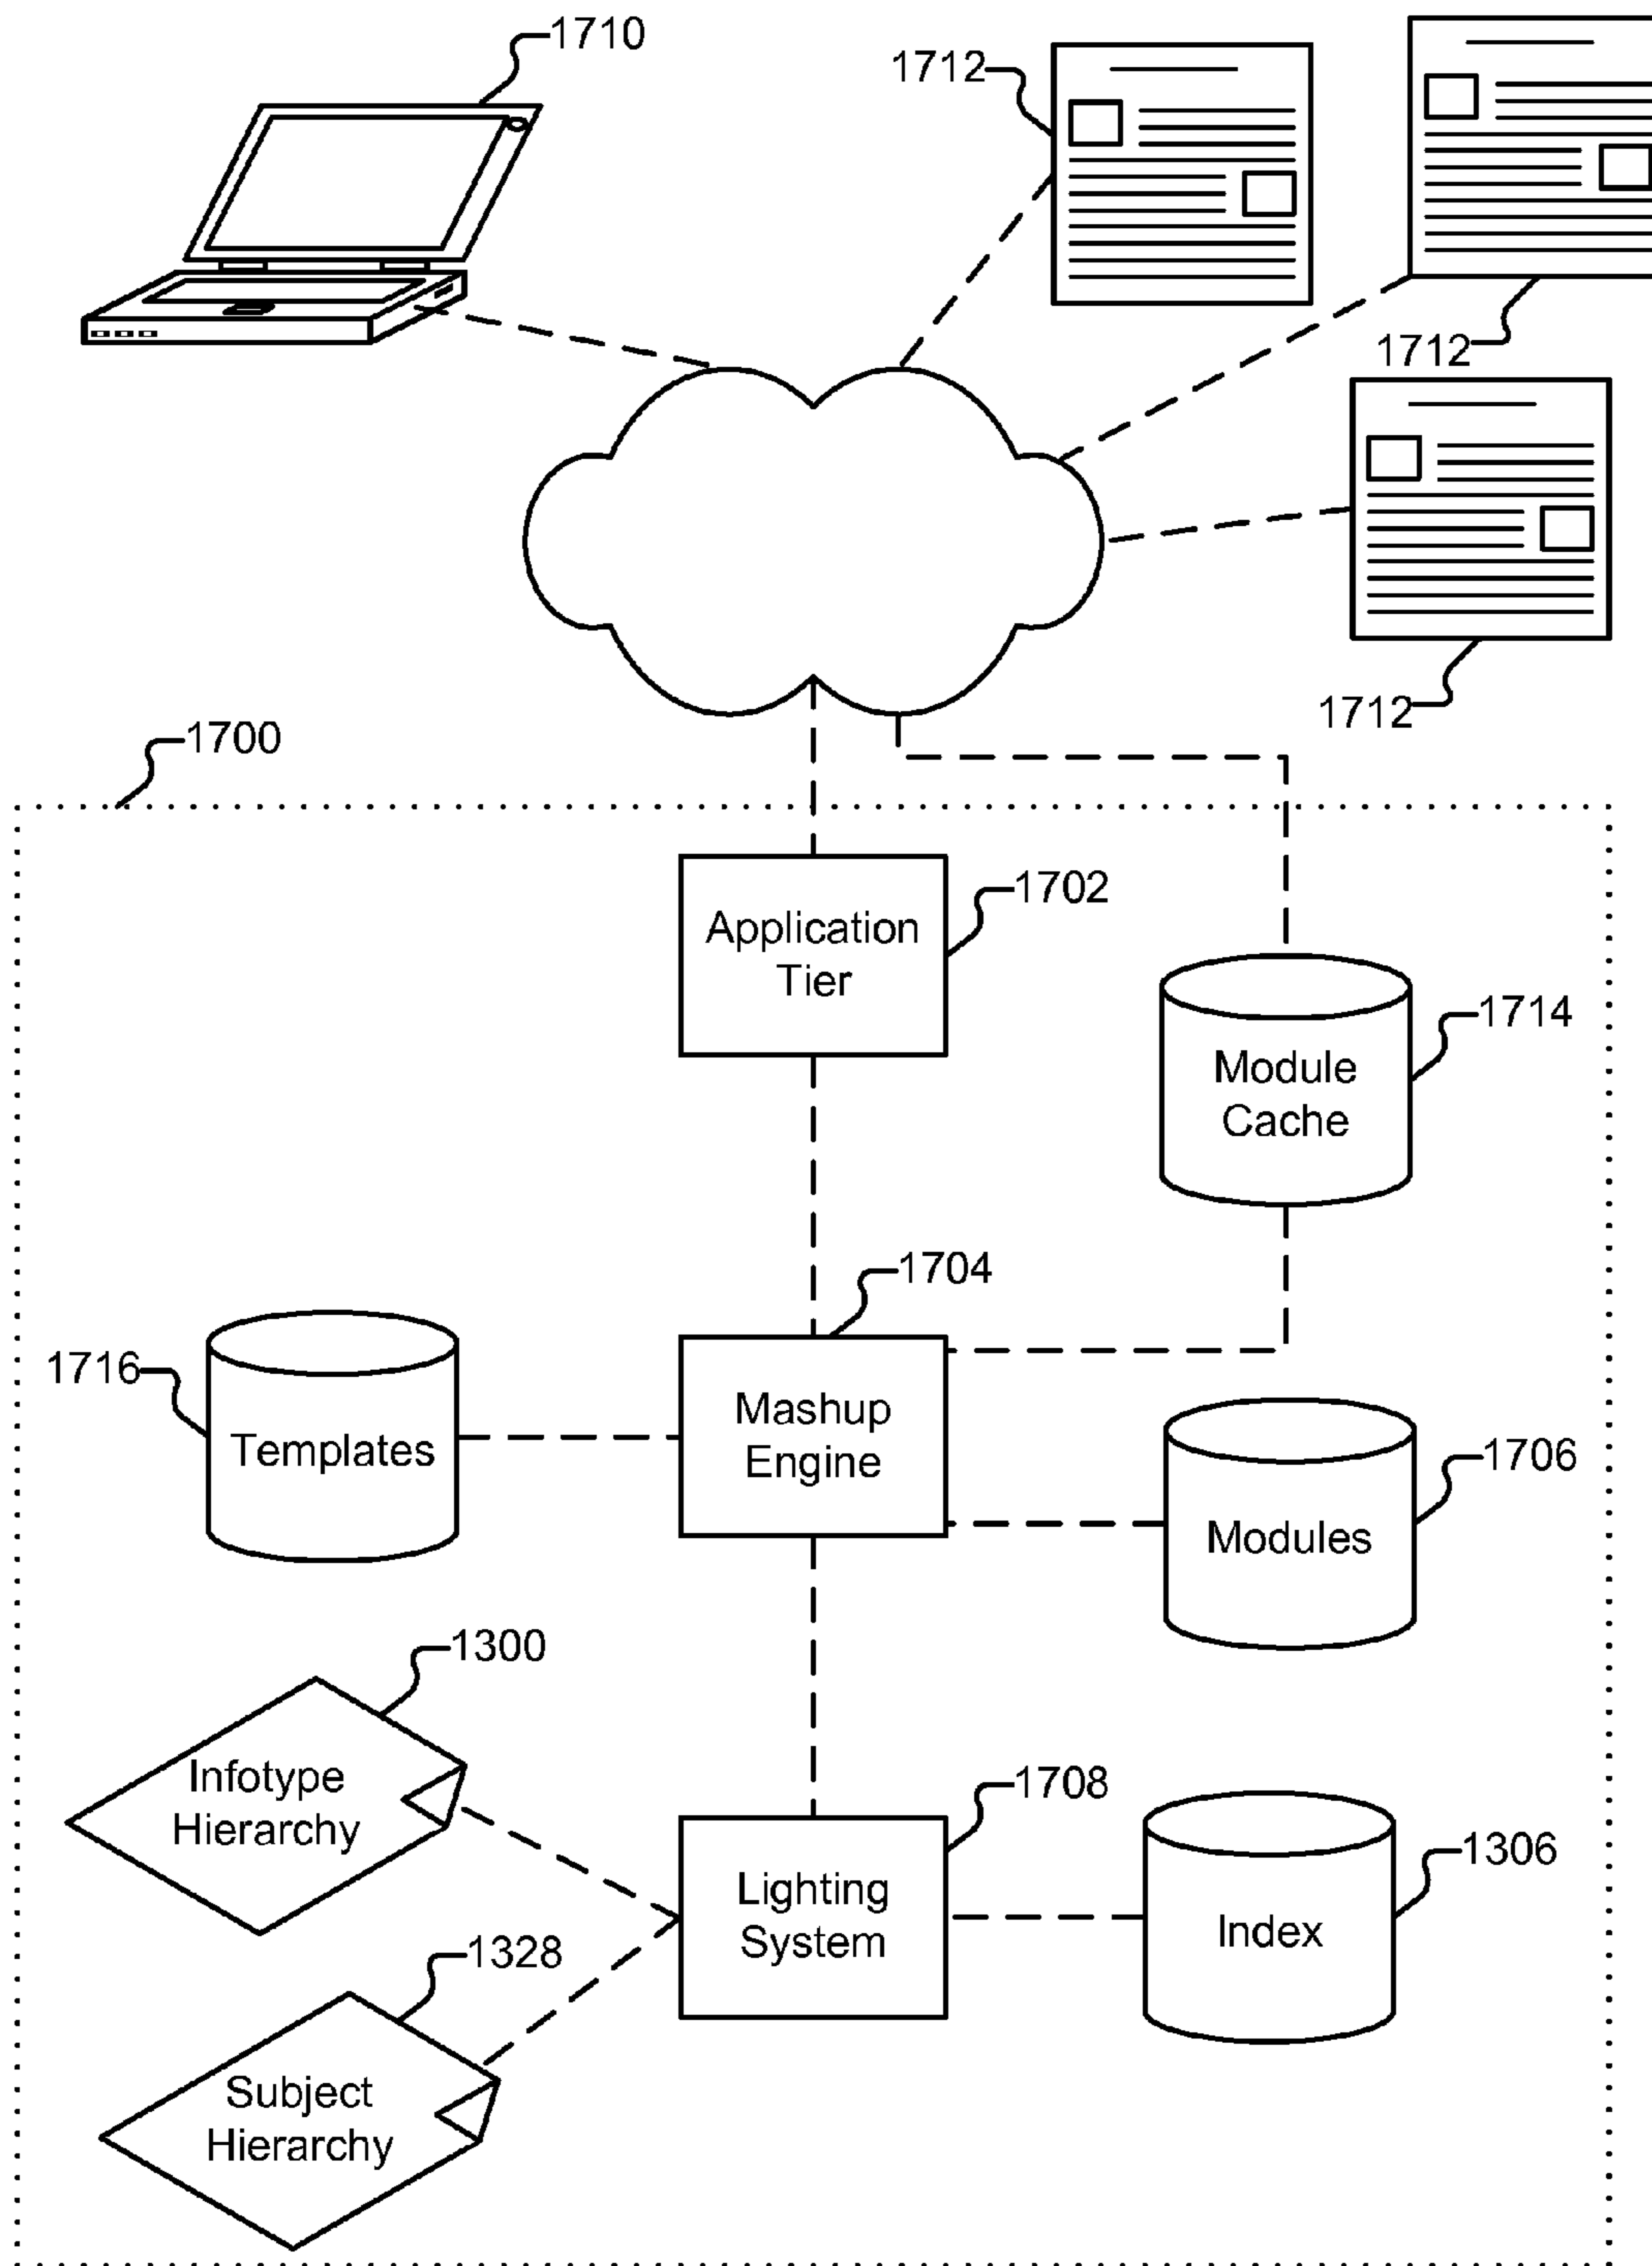 1710
1712
1712
1712
1700
Application
Tier
1702
Module
Cache
1714
1704
1716
Templates
Mashup
Engine
1706
Modules
1300
Infotype
Hierarchy
1708
Lighting
System
1306
Index
1328
Subject
Hierarchy